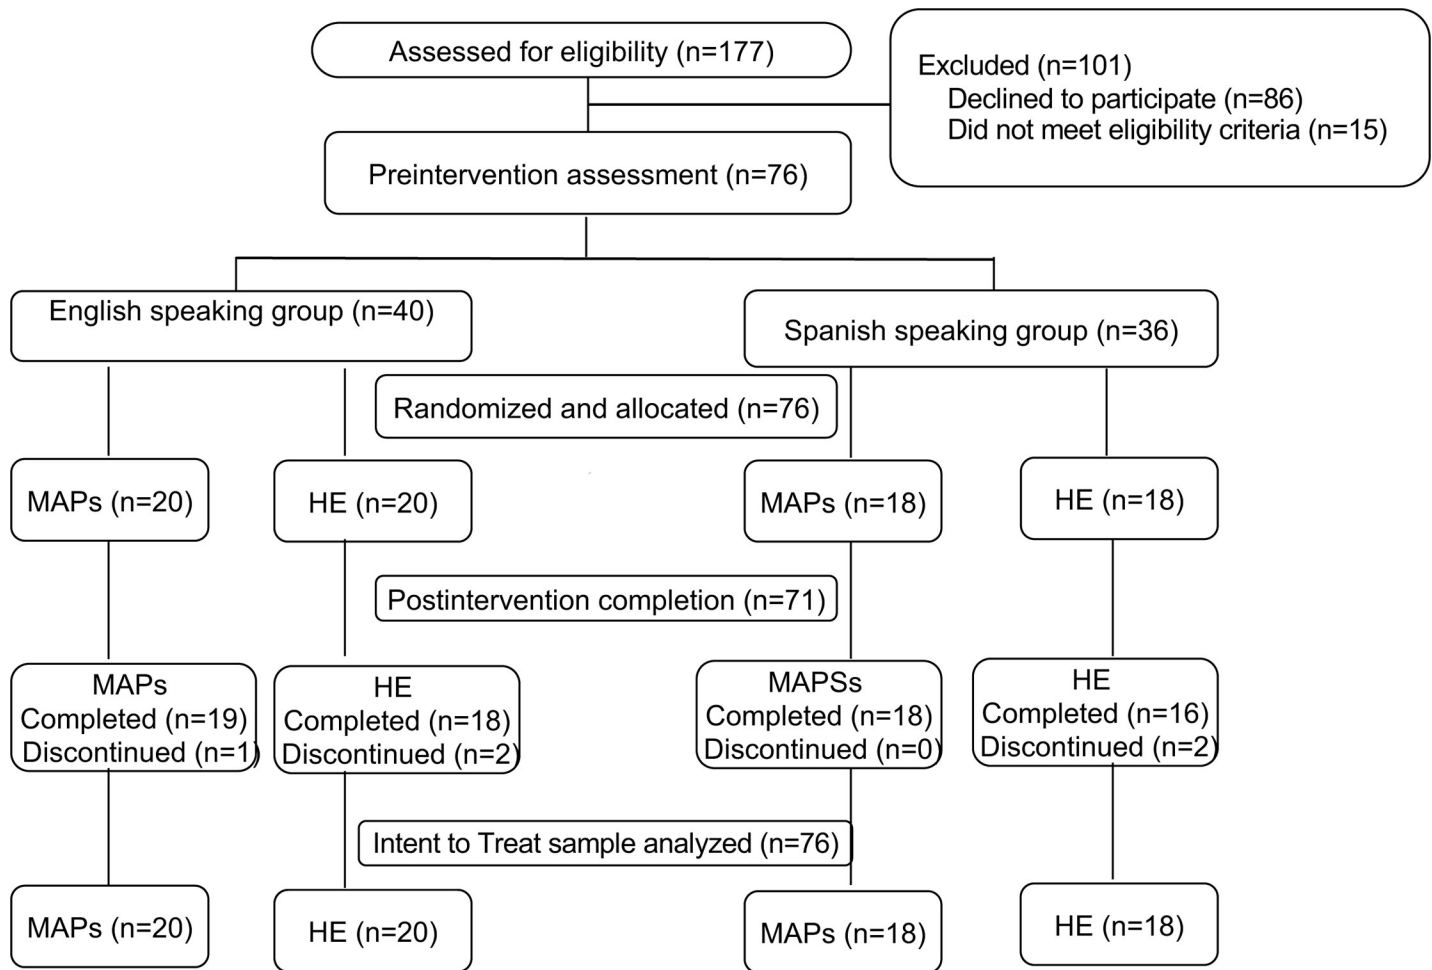 Assessed for eligibility (n=177)
Excluded (n=101)
Declined to participate (n=86)
Did not meet eligibility criteria (n=15)
Preintervention assessment (n=76)
English speaking group (n=40)
Spanish speaking group (n=36)
Randomized and allocated (n=76)
MAPs (n=20)
HE (n=20)
MAPs (n=18)
HE (n=18)
Postintervention completion (n=71)
MAPs
Completed (n=19)
Discontinued (n=1)
HE
Completed (n=18)
Discontinued (n=2)
MAPSs
Completed (n=18)
Discontinued (n=0)
HE
Completed (n=16)
Discontinued (n=2)
Intent to Treat sample analyzed (n=76)
MAPs (n=20)
HE (n=20)
MAPs (n=18)
HE (n=18)